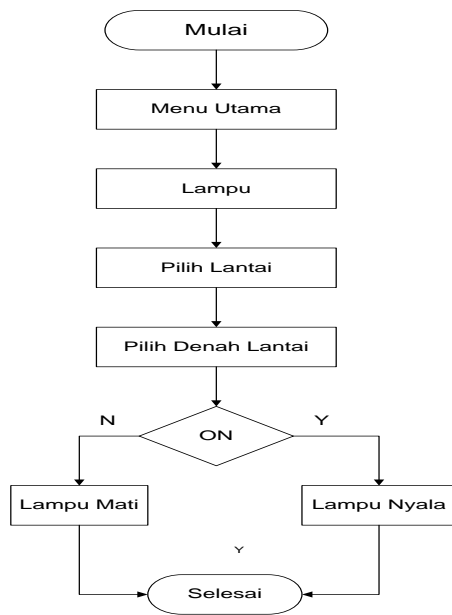 Mulai
Menu Utama
Lampu
Pilih Lantai
Pilih Denah Lantai
N
ON
Y
Lampu Mati
Lampu Nyala
Y
Selesai